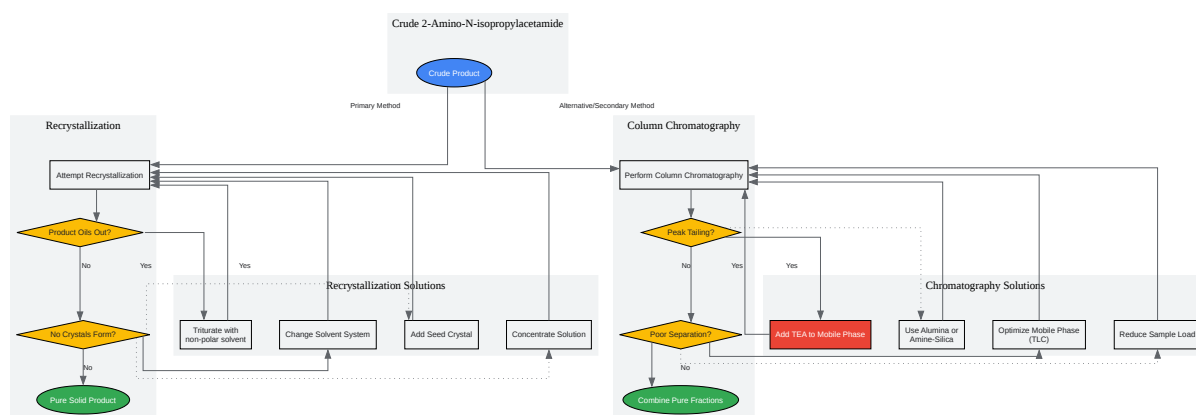 Crude 2-Amino-N-isopropylacetamide
Crude Product
Primary Method
Alternative/Secondary Method
Recrystallization
Column Chromatography
Attempt Recrystallization
Perform Column Chromatography
Product Oils Out?
Peak Tailing?
No
Yes
Yes
No
Yes
Yes
Recrystallization Solutions
Chromatography Solutions
No Crystals Form?
Triturate with
non-polar solvent
Change Solvent System
Add Seed Crystal
Concentrate Solution
Poor Separation?
Add TEA to Mobile Phase
Use Alumina or
Amine-Silica
Optimize Mobile Phase
(TLC)
Reduce Sample Load
No
No
Pure Solid Product
Combine Pure Fractions